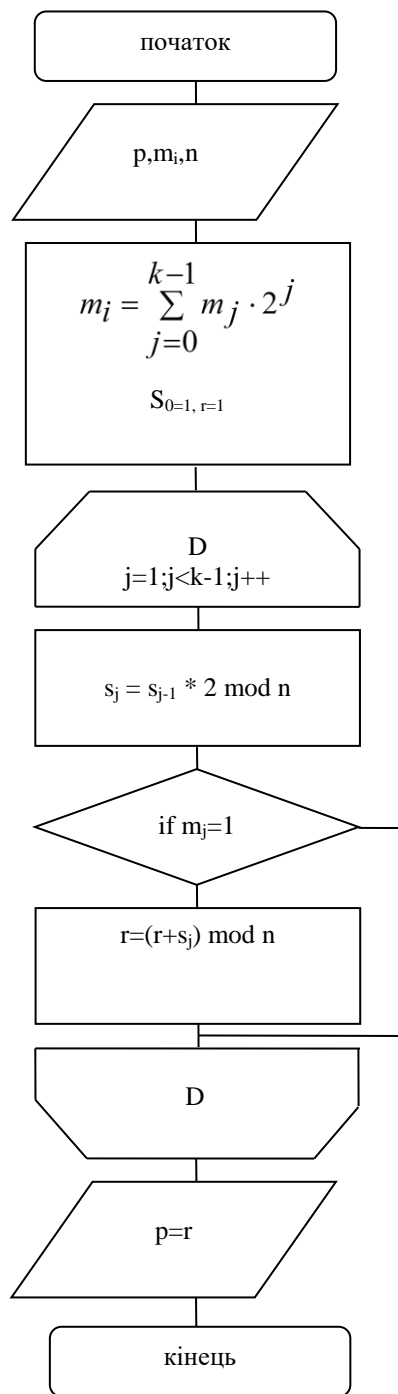 початок
p,mᵢ,n
k−1
mᵢ = ∑ mⱼ · 2ʲ
j=0
S₀₌₁, ᵣ₌₁
D
j=1;j<k-1;j++
sⱼ = sⱼ₋₁ * 2 mod n
if mⱼ=1
r=(r+sⱼ) mod n
D
p=r
кінець